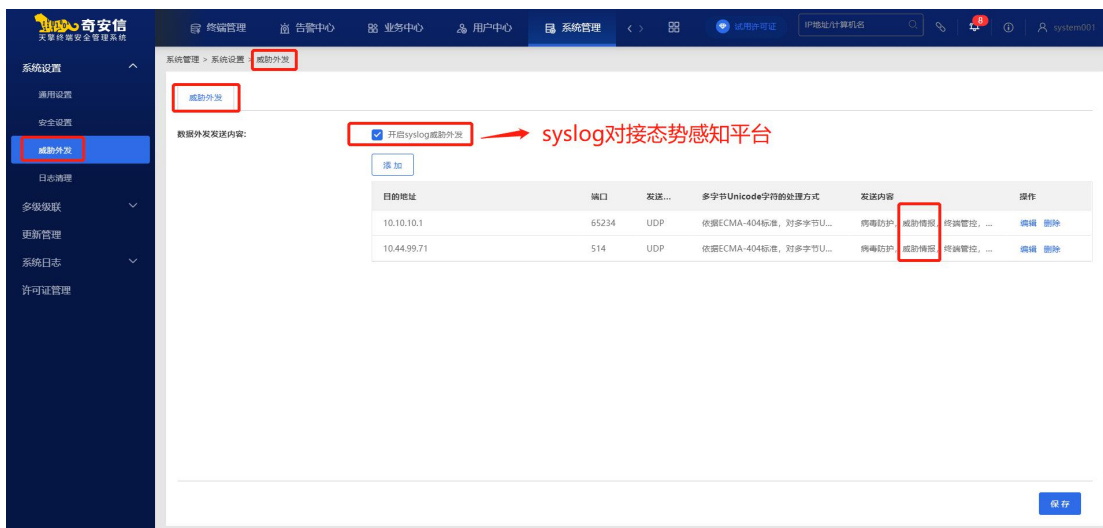 奇安信
天擎终端安全管理系统
终端管理 告警中心 业务中心 用户中心 系统管理 < > 试用许可证 IP地址/计算机名 8 system001
系统设置
通用设置
安全设置
威胁外发
日志清理
多级级联
更新管理
系统日志
许可证管理
系统管理 > 系统设置 > 威胁外发
威胁外发
数据外发发送内容: 开启syslog威胁外发 syslog对接态势感知平台
添加
目的地址 端口 发送... 多字节Unicode字符的处理方式 发送内容 操作
10.10.10.1 65234 UDP 依据ECMA-404标准，对多字节U... 病毒防护，威胁情报，终端管控，... 编辑 删除
10.44.99.71 514 UDP 依据ECMA-404标准，对多字节U... 病毒防护，威胁情报，终端管控，... 编辑 删除
保存